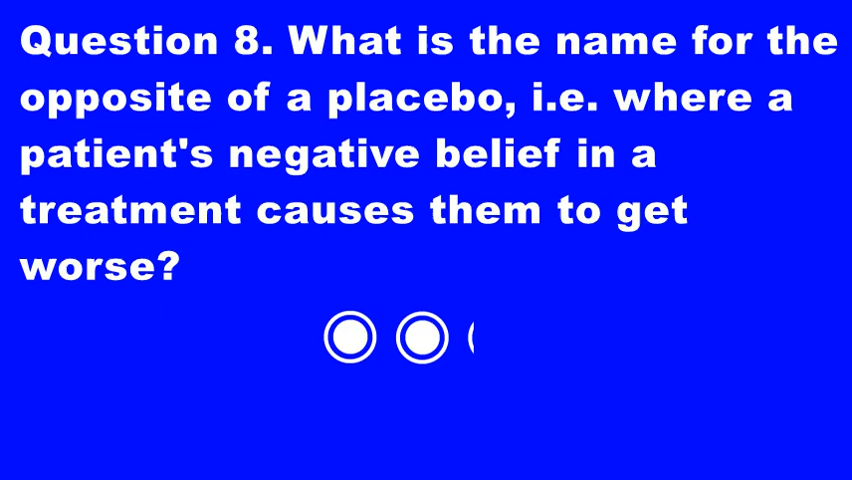 Question 8. What is the name for the
opposite of a placebo, i.e. where a
patient's negative belief in a
treatment causes them to get
worse?